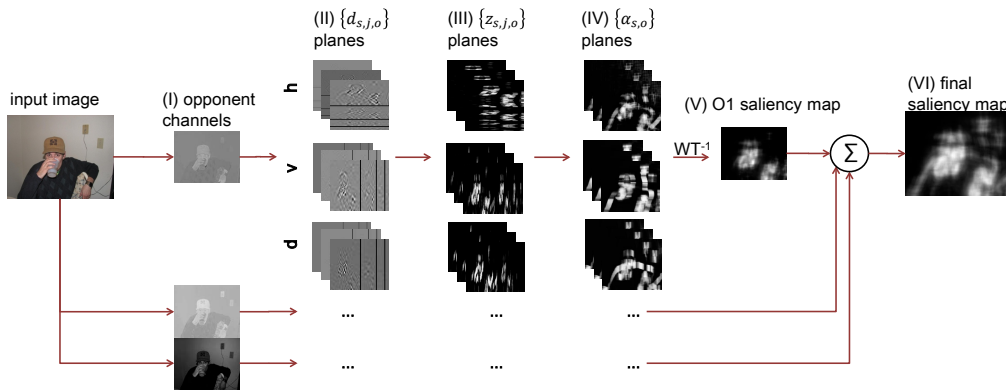 input image
(I) opponent
channels
(II) {d_{s,j,o}}
planes
(III) {z_{s,j,o}}
planes
(IV) {α_{s,o}}
planes
(V) O1 saliency map
(VI) final
saliency map
h
v
d
WT⁻¹
Σ
... ... ...
... ... ...